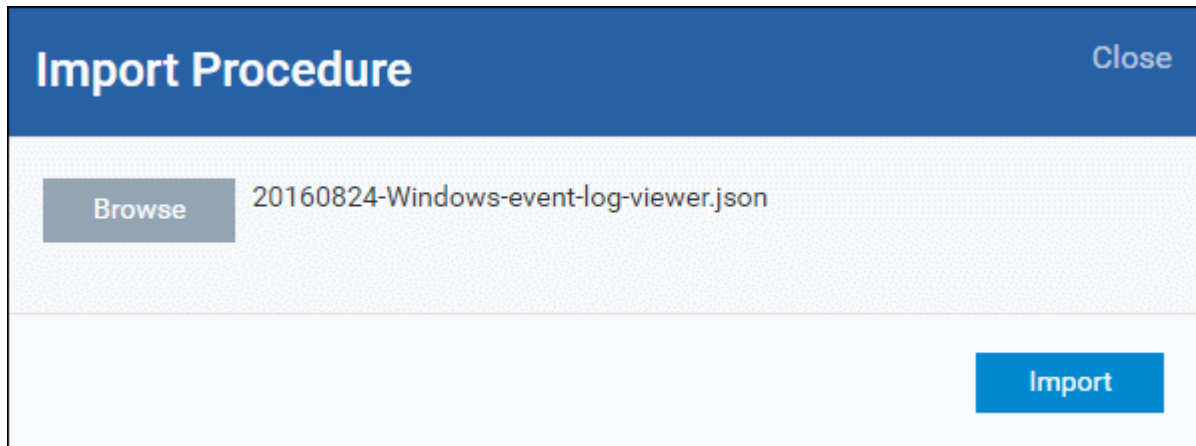 Import Procedure
Close
Browse
20160824-Windows-event-log-viewer.json
Import